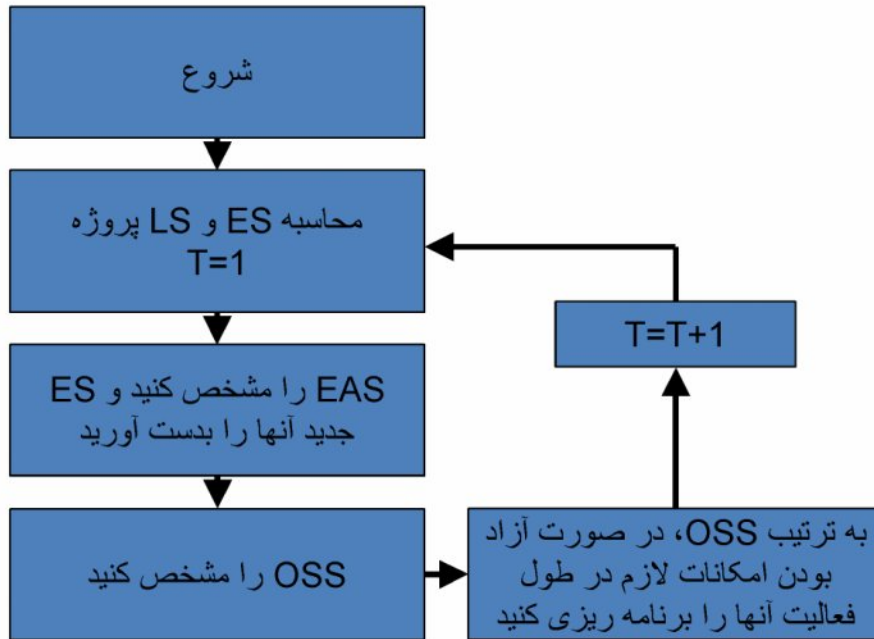 شروع
محاسبه ES و LS پروژه
T=1
EAS را مشخص کنید و ES
جدید آنها را بدست آورید
OSS را مشخص کنید
به ترتیب OSS، در صورت آزاد
بودن امکانات لازم در طول
فعالیت آنها را برنامه ریزی کنید
T=T+1